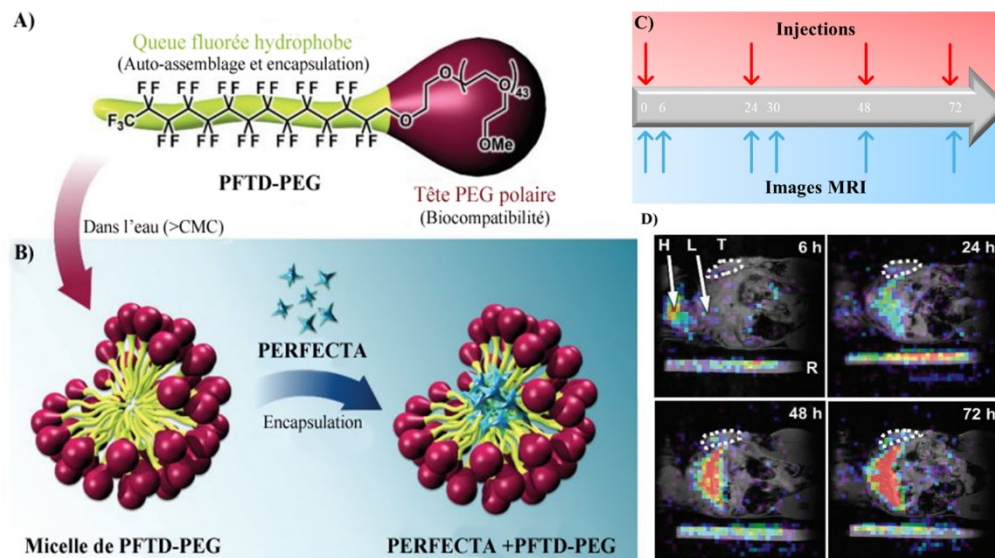 A)
Queue fluorée hydrophobe
(Auto-assemblage et encapsulation)
F F F F F F F F F F F F
F₃C
F F F F F F F F F F F F
O
O
O
O
43
O
OMe
PFTD-PEG
Tête PEG polaire
(Biocompatibilité)
Dans l'eau (>CMC)
B)
PERFECTA
Encapsulation
Micelle de PFTD-PEG
PERFECTA +PFTD-PEG
C)
Injections
0 6 24 30 48 72
Images MRI
D)
H L T 6 h
R
24 h
48 h
72 h